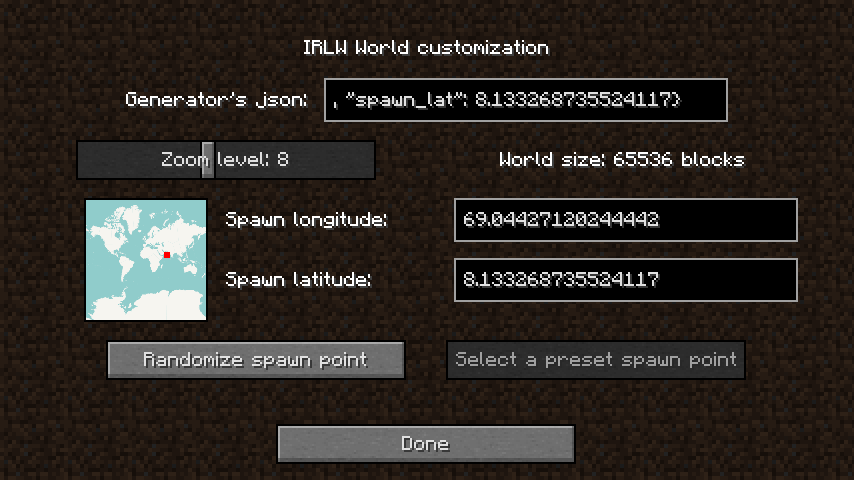 IRLW World customization
Generator's json: , "spawn_lat": 8.133268735524117}
Zoom level: 8 World size: 65536 blocks
Spawn longitude: 69.04427120244442
Spawn latitude: 8.133268735524117
Randomize spawn point Select a preset spawn point
Done